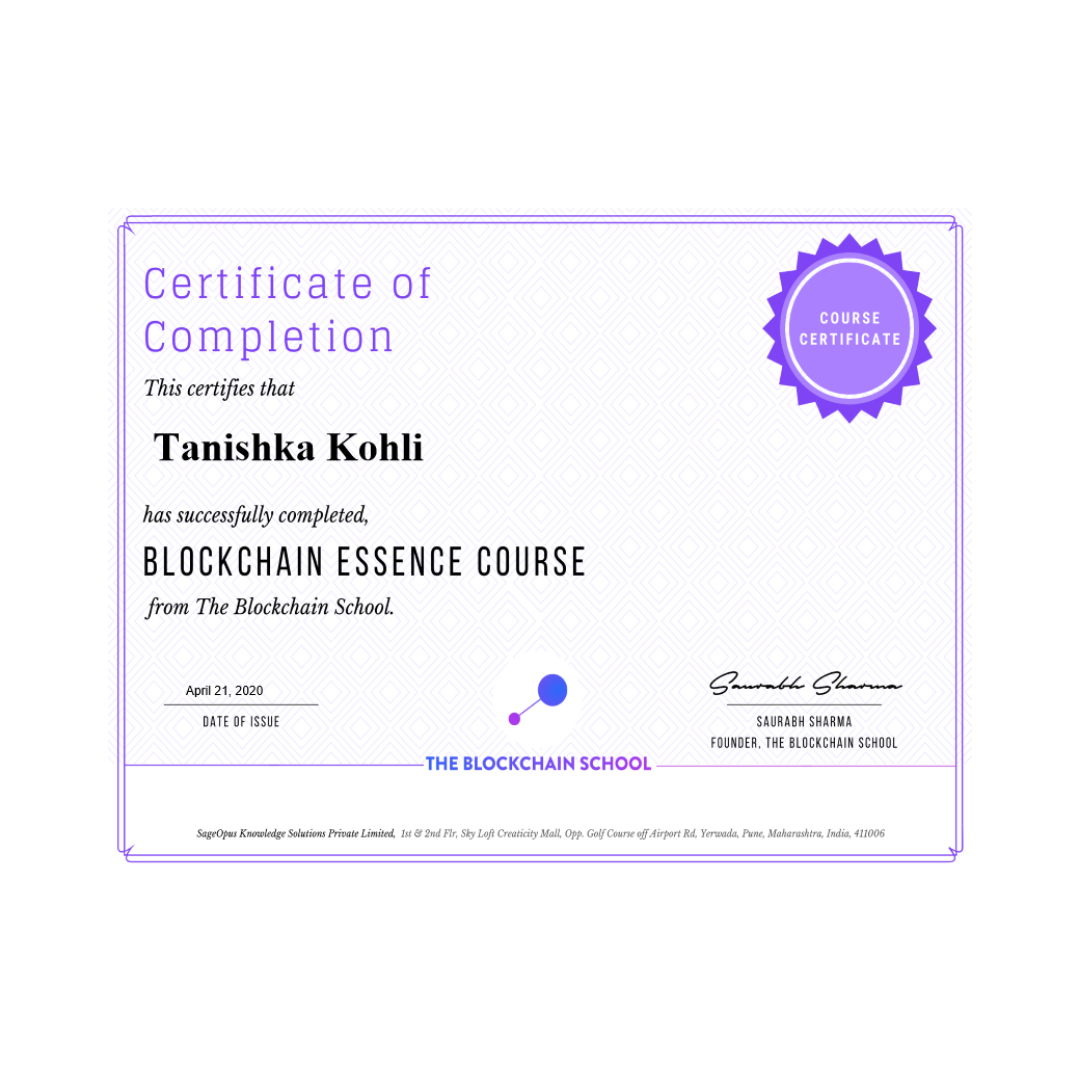 Certificate of
Completion
COURSE
CERTIFICATE
This certifies that
Tanishka Kohli
has successfully completed,
BLOCKCHAIN ESSENCE COURSE
from The Blockchain School.
April 21, 2020
DATE OF ISSUE
Saurabh Sharma
SAURABH SHARMA
FOUNDER, THE BLOCKCHAIN SCHOOL
THE BLOCKCHAIN SCHOOL
SageOpus Knowledge Solutions Private Limited, 1st & 2nd Flr, Sky Loft Creaticity Mall, Opp. Golf Course off Airport Rd, Yerwada, Pune, Maharashtra, India, 411006